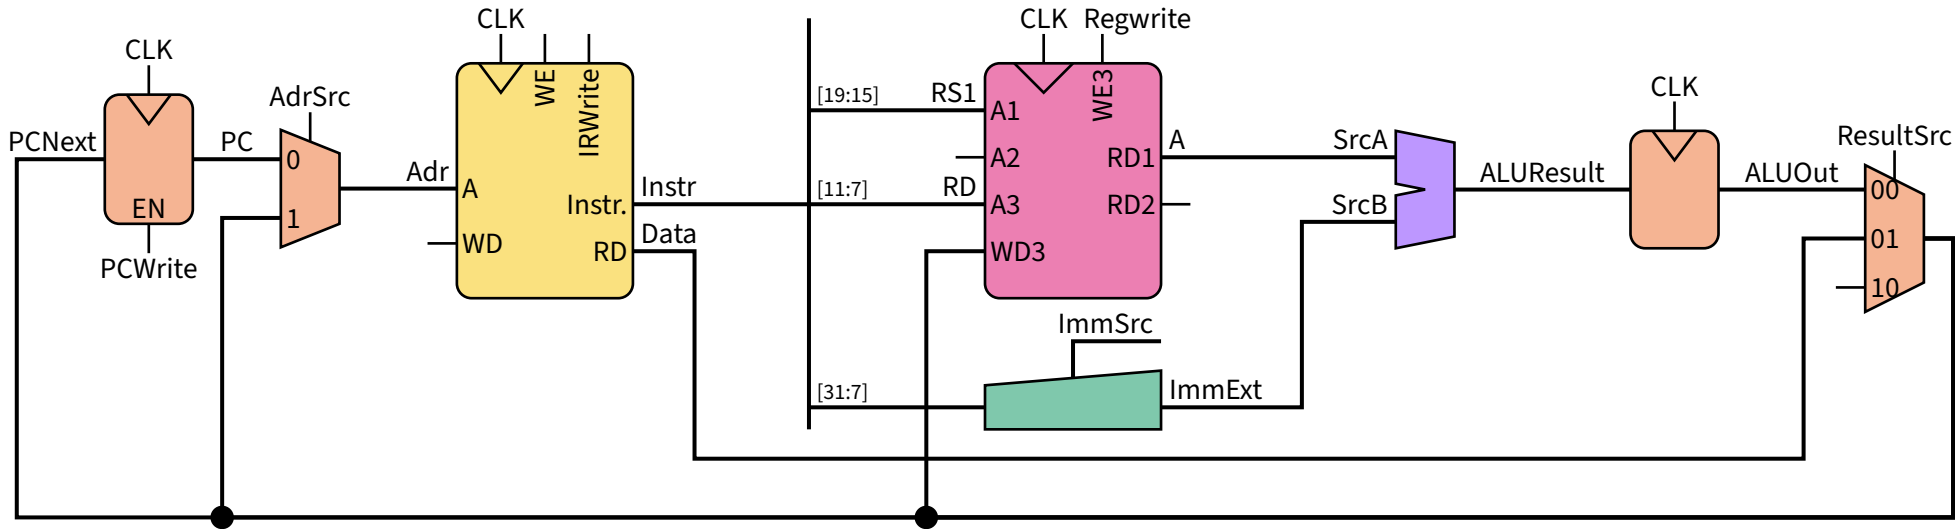 CLK
PCNext
EN
PCWrite
PC
AdrSrc
0
1
Adr
CLK
WE
IRWrite
A
WD
Instr.
RD
Instr
Data
[19:15]
RS1
[11:7]
RD
[31:7]
CLK
Regwrite
WE3
A1
A2
A3
WD3
RD1
RD2
A
ImmSrc
ImmExt
SrcA
SrcB
ALUResult
CLK
ALUOut
ResultSrc
00
01
10